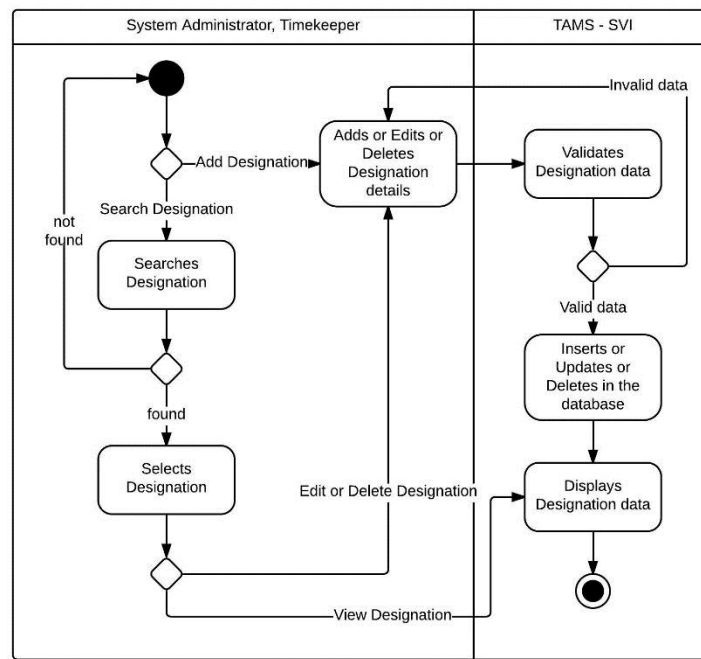 System Administrator, Timekeeper
TAMS - SVI
Invalid data
Adds or Edits or
Deletes
Designation
details
Validates
Designation data
Add Designation
Search Designation
not
found
Searches
Designation
Valid data
Inserts or
Updates or
Deletes in the
database
found
Selects
Designation
Edit or Delete Designation
Displays
Designation data
View Designation